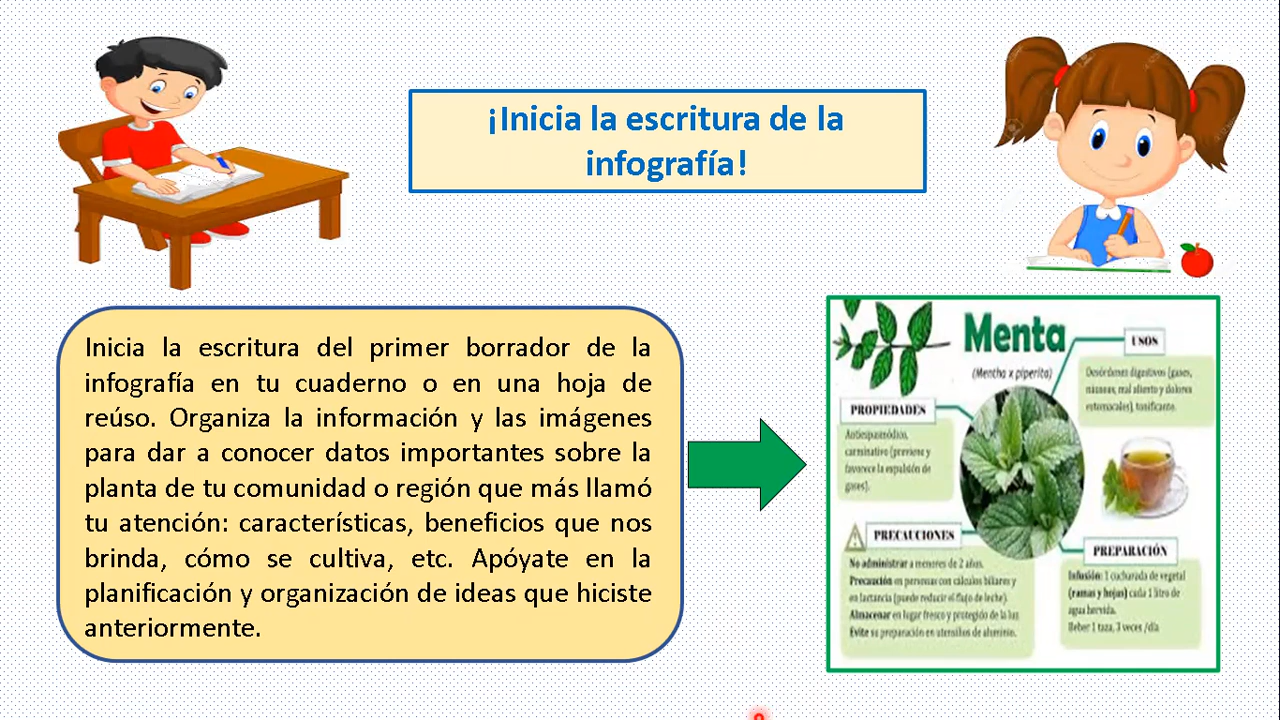 ¡Inicia la escritura de la
infografía!
Inicia la escritura del primer borrador de la
infografía en tu cuaderno o en una hoja de
reúso. Organiza la información y las imágenes
para dar a conocer datos importantes sobre la
planta de tu comunidad o región que más llamó
tu atención: características, beneficios que nos
brinda, cómo se cultiva, etc. Apóyate en la
planificación y organización de ideas que hiciste
anteriormente.
Menta
(Mentha x piperita)
USOS
Desórdenes digestivos (gases,
náuseas, mal aliento y dolores
estomacales), tonificante.
PROPIEDADES
Antiespasmódico,
carminativo (previene y
favorece la expulsión de
gases).
PRECAUCIONES
No administrar a menores de 2 años.
Precaución en personas con cálculos biliares y
en lactancia (puede reducir el flujo de leche).
Almacenar en lugar fresco y protegido de la luz
Evite su preparación en utensilios de aluminio.
PREPARACIÓN
Infusión: 1 cucharada de vegetal
(ramas y hojas) cada 1 litro de
agua hervida.
Beber 1 taza, 3 veces /día